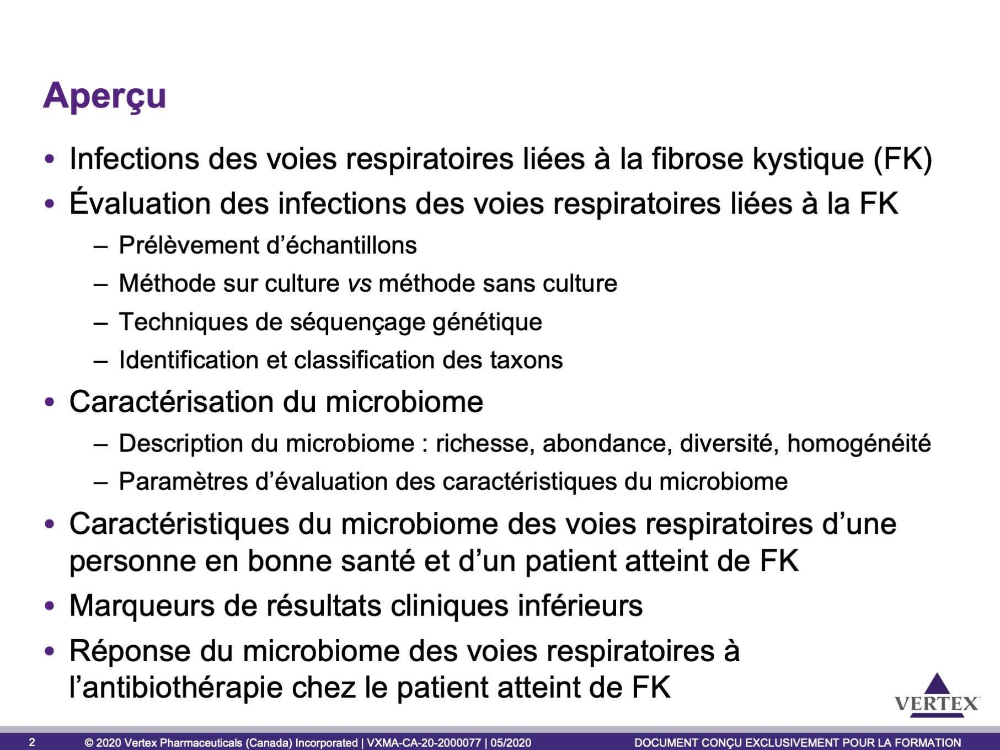 Aperçu
• Infections des voies respiratoires liées à la fibrose kystique (FK)
• Évaluation des infections des voies respiratoires liées à la FK
– Prélèvement d’échantillons
– Méthode sur culture vs méthode sans culture
– Techniques de séquençage génétique
– Identification et classification des taxons
• Caractérisation du microbiome
– Description du microbiome : richesse, abondance, diversité, homogénéité
– Paramètres d’évaluation des caractéristiques du microbiome
• Caractéristiques du microbiome des voies respiratoires d’une
personne en bonne santé et d’un patient atteint de FK
• Marqueurs de résultats cliniques inférieurs
• Réponse du microbiome des voies respiratoires à
l’antibiothérapie chez le patient atteint de FK
VERTEX
2 © 2020 Vertex Pharmaceuticals (Canada) Incorporated | VXMA-CA-20-2000077 | 05/2020 DOCUMENT CONÇU EXCLUSIVEMENT POUR LA FORMATION